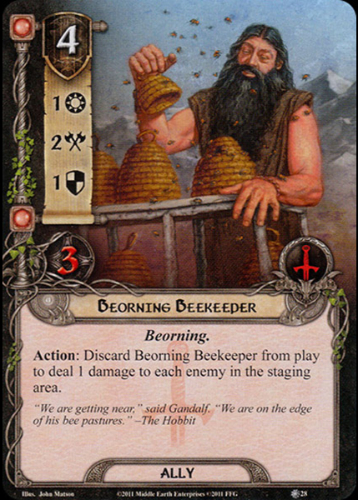 4
1
2
1
3
BEORNING BEEKEEPER
Beorning.
Action: Discard Beorning Beekeeper from play
to deal 1 damage to each enemy in the staging
area.
"We are getting near," said Gandalf. "We are on the edge
of his bee pastures." –The Hobbit
ALLY
Illus. John Matson ©2011 Middle Earth Enterprises ©2011 FFG 28